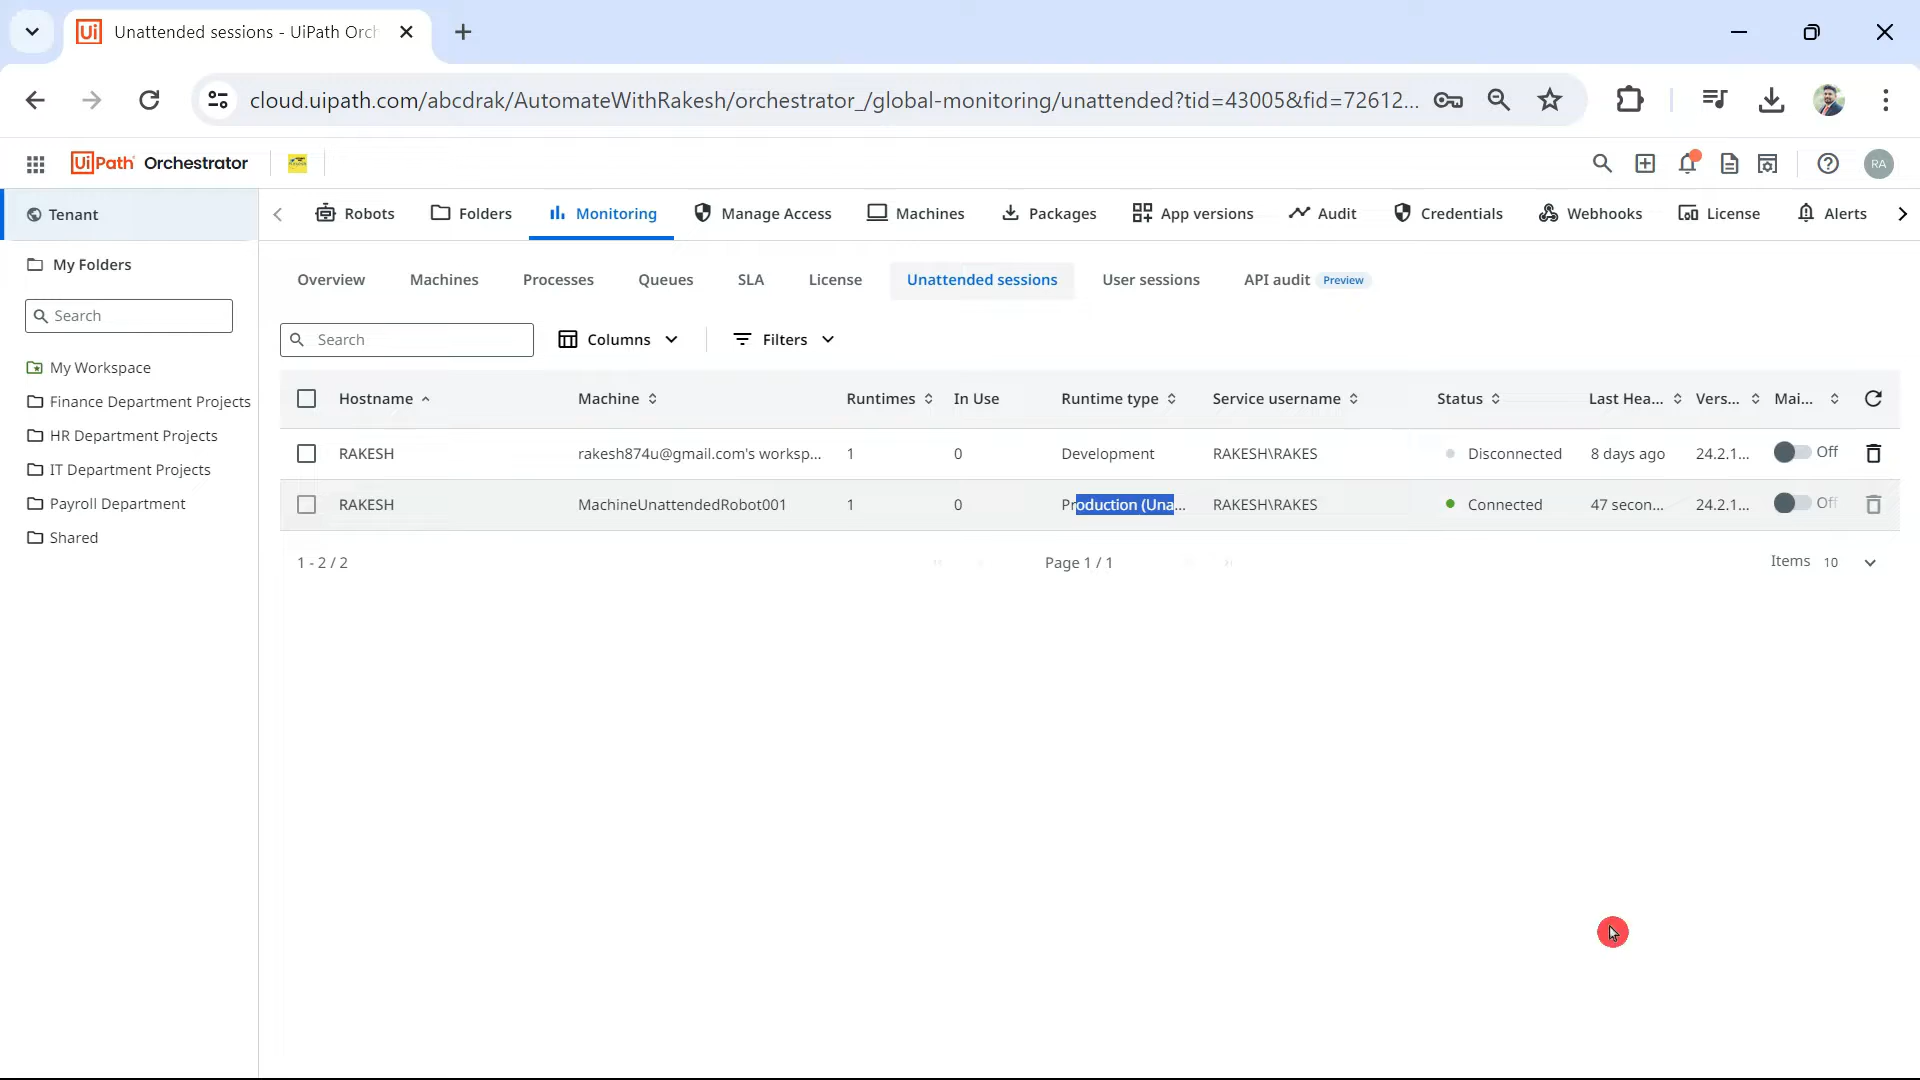 Unattended sessions - UiPath Orch
cloud.uipath.com/abcdrak/AutomateWithRakesh/orchestrator_/global-monitoring/unattended?tid=43005&fid=72612...
UiPath Orchestrator
RA
Tenant
Robots Folders Monitoring Manage Access Machines Packages App versions Audit Credentials Webhooks License Alerts
My Folders
Overview Machines Processes Queues SLA License Unattended sessions User sessions API audit Preview
Search
Search Columns Filters
My Workspace
Finance Department Projects
HR Department Projects
IT Department Projects
Payroll Department
Shared
Hostname Machine Runtimes In Use Runtime type Service username Status Last Hea... Vers... Mai...
RAKESH rakesh874u@gmail.com's worksp... 1 0 Development RAKESH\RAKES Disconnected 8 days ago 24.2.1... Off
RAKESH MachineUnattendedRobot001 1 0 Production (Una... RAKESH\RAKES Connected 47 secon... 24.2.1... Off
1 - 2 / 2 Page 1 / 1 Items 10